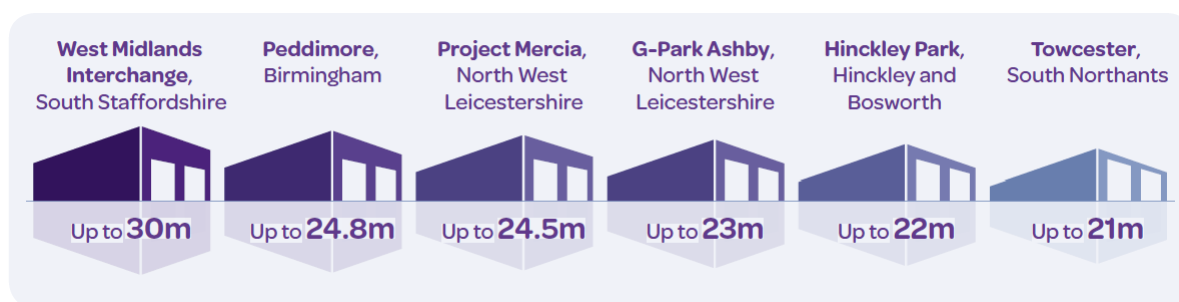 West Midlands
Interchange,
South Staffordshire
Up to 30m
Peddimore,
Birmingham
Up to 24.8m
Project Mercia,
North West
Leicestershire
Up to 24.5m
G-Park Ashby,
North West
Leicestershire
Up to 23m
Hinckley Park,
Hinckley and
Bosworth
Up to 22m
Towcester,
South Northants
Up to 21m